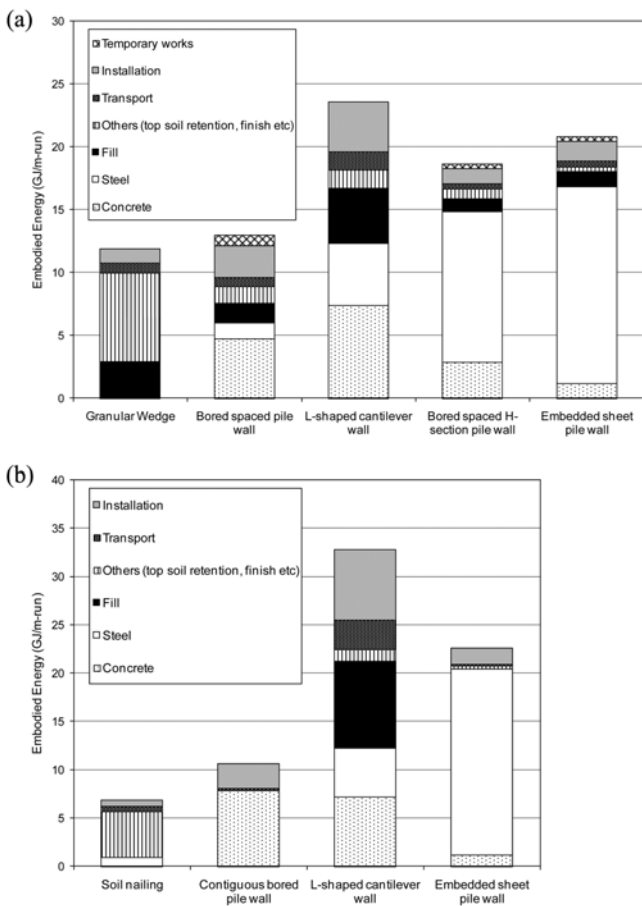 (a)
30
25
20
15
10
5
0
Embodied Energy (GJ/m-run)
Temporary works
Installation
Transport
Others (top soil retention, finish etc)
Fill
Steel
Concrete
Granular Wedge
Bored spaced pile
wall
L-shaped cantilever
wall
Bored spaced H-
section pile wall
Embedded sheet
pile wall
(b)
40
35
30
25
20
15
10
5
0
Embodied Energy (GJ/m-run)
Installation
Transport
Others (top soil retention, finish etc)
Fill
Steel
Concrete
Soil nailing
Contiguous bored
pile wall
L-shaped cantilever
wall
Embedded sheet
pile wall